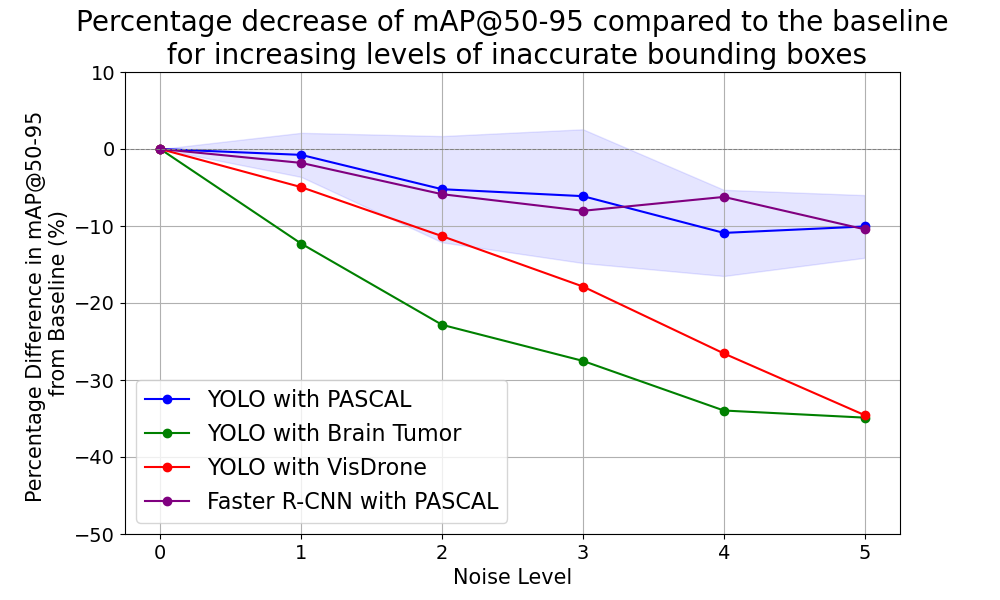 Percentage decrease of mAP@50-95 compared to the baseline
for increasing levels of inaccurate bounding boxes
Percentage Difference in mAP@50-95
from Baseline (%)
10
0
−10
−20
−30
−40
−50
YOLO with PASCAL
YOLO with Brain Tumor
YOLO with VisDrone
Faster R-CNN with PASCAL
0 1 2 3 4 5
Noise Level